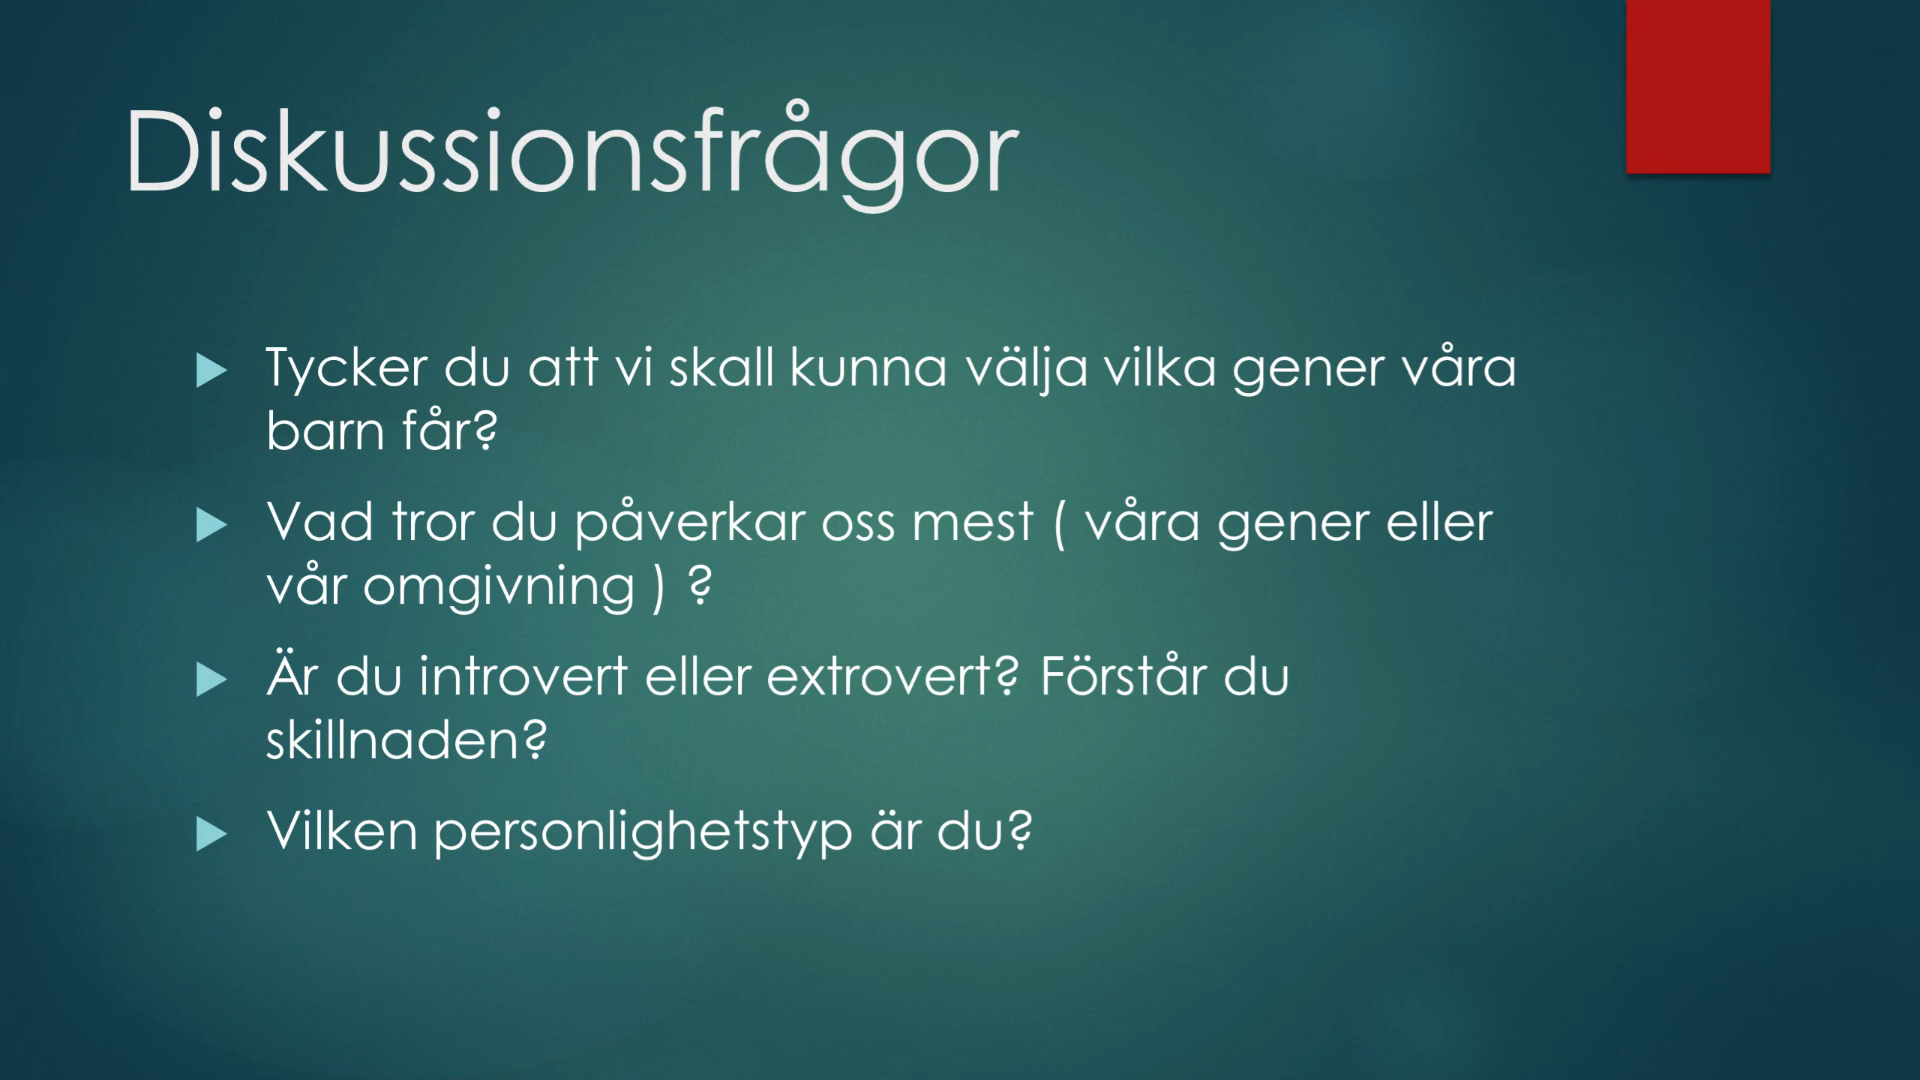 Diskussionsfrågor
Tycker du att vi skall kunna välja vilka gener våra
barn får?
Vad tror du påverkar oss mest ( våra gener eller
vår omgivning ) ?
Är du introvert eller extrovert? Förstår du
skillnaden?
Vilken personlighetstyp är du?